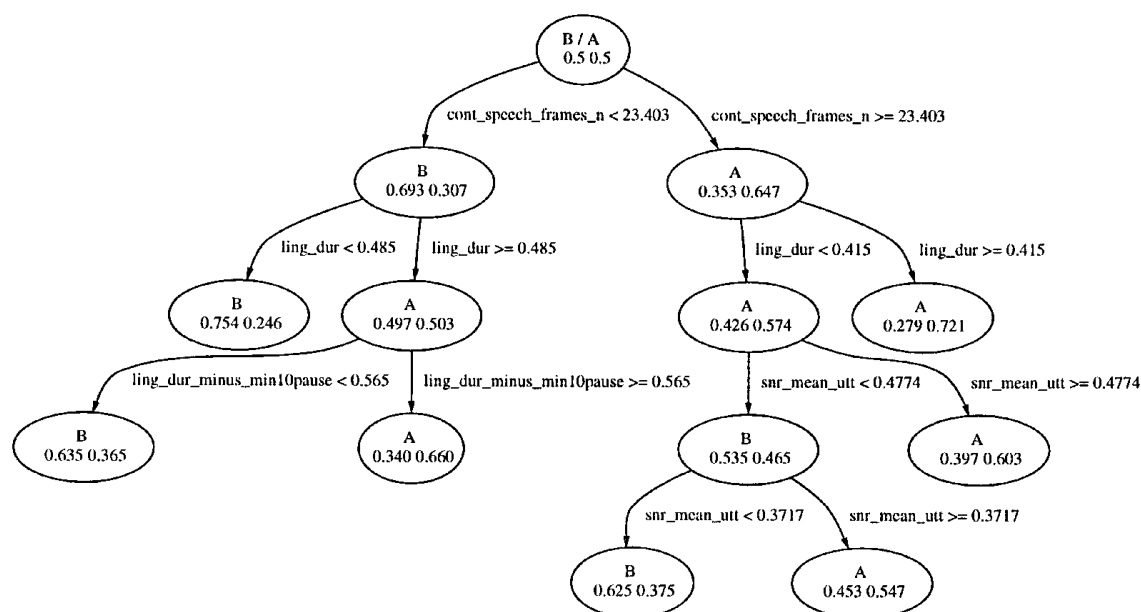 B / A
0.5 0.5
cont_speech_frames_n < 23.403
cont_speech_frames_n >= 23.403
B
0.693 0.307
A
0.353 0.647
ling_dur < 0.485
ling_dur >= 0.485
ling_dur < 0.415
ling_dur >= 0.415
B
0.754 0.246
A
0.497 0.503
A
0.426 0.574
A
0.279 0.721
ling_dur_minus_min10pause < 0.565
ling_dur_minus_min10pause >= 0.565
snr_mean_utt < 0.4774
snr_mean_utt >= 0.4774
B
0.635 0.365
A
0.340 0.660
B
0.535 0.465
A
0.397 0.603
snr_mean_utt < 0.3717
snr_mean_utt >= 0.3717
B
0.625 0.375
A
0.453 0.547